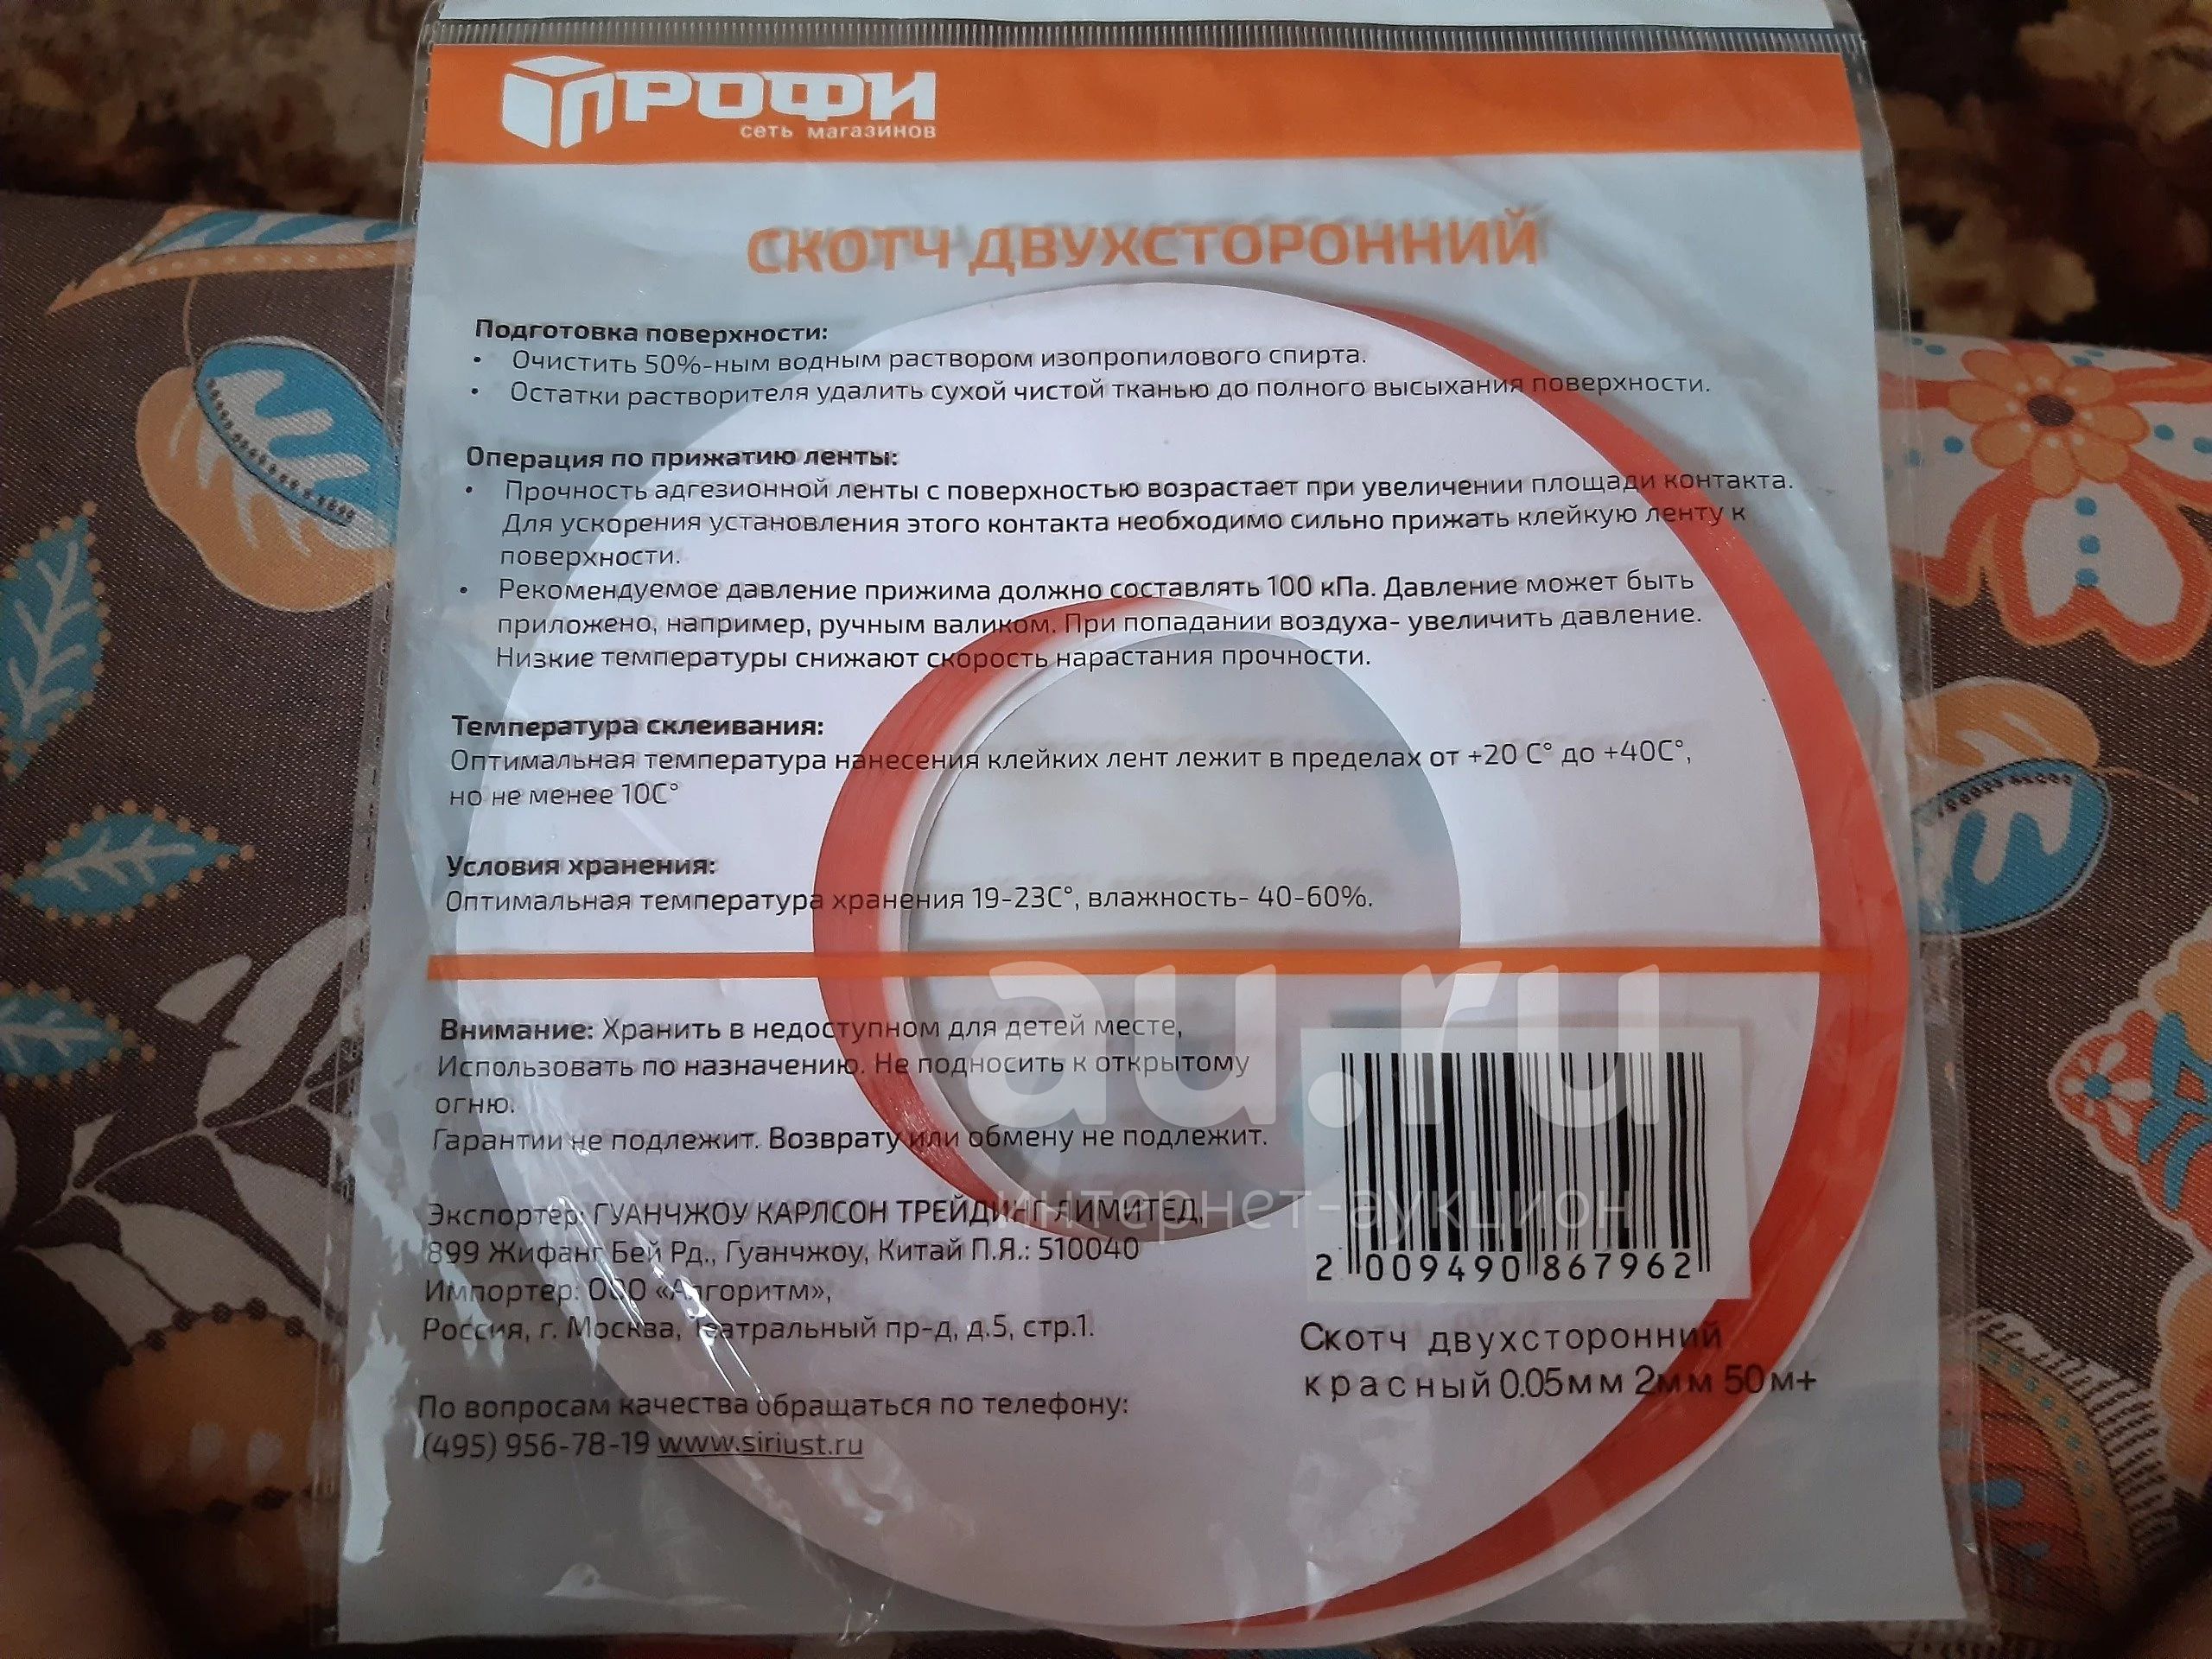 ПРОФИ
сеть магазинов
СКОТЧ ДВУХСТОРОННИЙ
Подготовка поверхности:
• Очистить 50%-ным водным раствором изопропилового спирта.
• Остатки растворителя удалить сухой чистой тканью до полного высыхания поверхности.
Операция по прижатию ленты:
• Прочность адгезионной ленты с поверхностью возрастает при увеличении площади контакта.
Для ускорения установления этого контакта необходимо сильно прижать клейкую ленту к
поверхности.
• Рекомендуемое давление прижима должно составлять 100 кПа. Давление может быть
приложено, например, ручным валиком. При попадании воздуха- увеличить давление.
Низкие температуры снижают скорость нарастания прочности.
Температура склеивания:
Оптимальная температура нанесения клейких лент лежит в пределах от +20 С° до +40С°,
но не менее 10С°
Условия хранения:
Оптимальная температура хранения 19-23С°, влажность- 40-60%.
Внимание: Хранить в недоступном для детей месте,
Использовать по назначению. Не подносить к открытому
огню.
Гарантии не подлежит. Возврату или обмену не подлежит.
Экспортер: ГУАНЧЖОУ КАРЛСОН ТРЕЙДИНГ ЛИМИТЕД,
899 Жифанг Бей Рд., Гуанчжоу, Китай П.Я.: 510040
Импортер: ООО «Алгоритм»,
Россия, г. Москва, Театральный пр-д, д.5, стр.1.
По вопросам качества обращаться по телефону:
(495) 956-78-19 www.siriust.ru
2 009490 867962
Скотч двухсторонний
красный 0.05мм 2мм 50м+
au.ru
интернет-аукцион